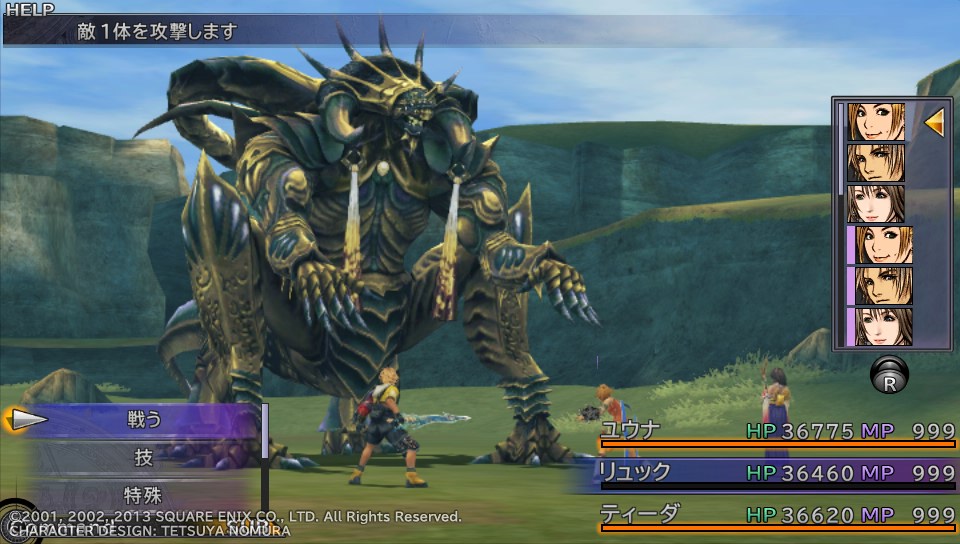 HELP
敵1体を攻撃します
R
戦う
技
特殊
ユウナ HP 36775 MP 999
リュック HP 36460 MP 999
ティーダ HP 36620 MP 999
©2001, 2002, 2013 SQUARE ENIX CO., LTD. All Rights Reserved.
CHARACTER DESIGN: TETSUYA NOMURA